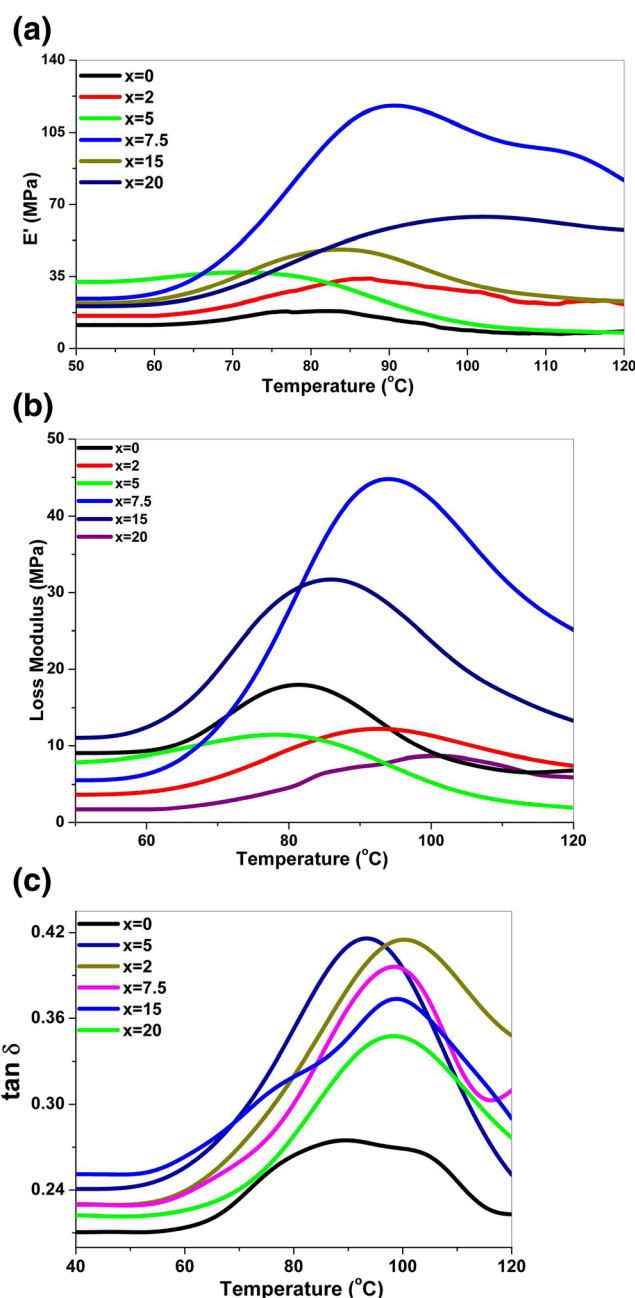 (a)
140
105
70
35
0
E' (MPa)
x=0
x=2
x=5
x=7.5
x=15
x=20
50 60 70 80 90 100 110 120
Temperature (°C)
(b)
50
40
30
20
10
0
Loss Modulus (MPa)
x=0
x=2
x=5
x=7.5
x=15
x=20
60 80 100 120
Temperature (°C)
(c)
0.42
0.36
0.30
0.24
tan δ
x=0
x=5
x=2
x=7.5
x=15
x=20
40 60 80 100 120
Temperature (°C)